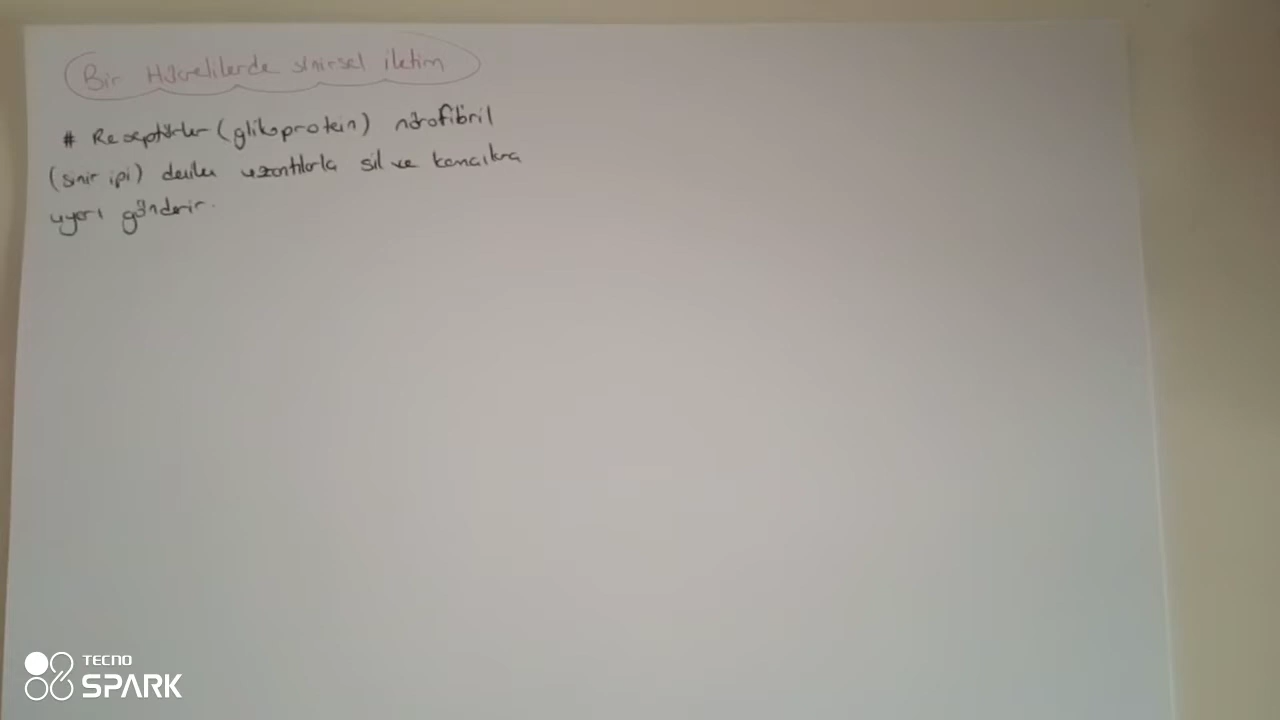 Bir Hücrelilerde sinirsel iletim
# Reseptörler (glikoprotein) nörofibril
(sinir ipi) denilen uzantılarla sil ve kamçılara
uyarı gönderir.
TECNO
SPARK